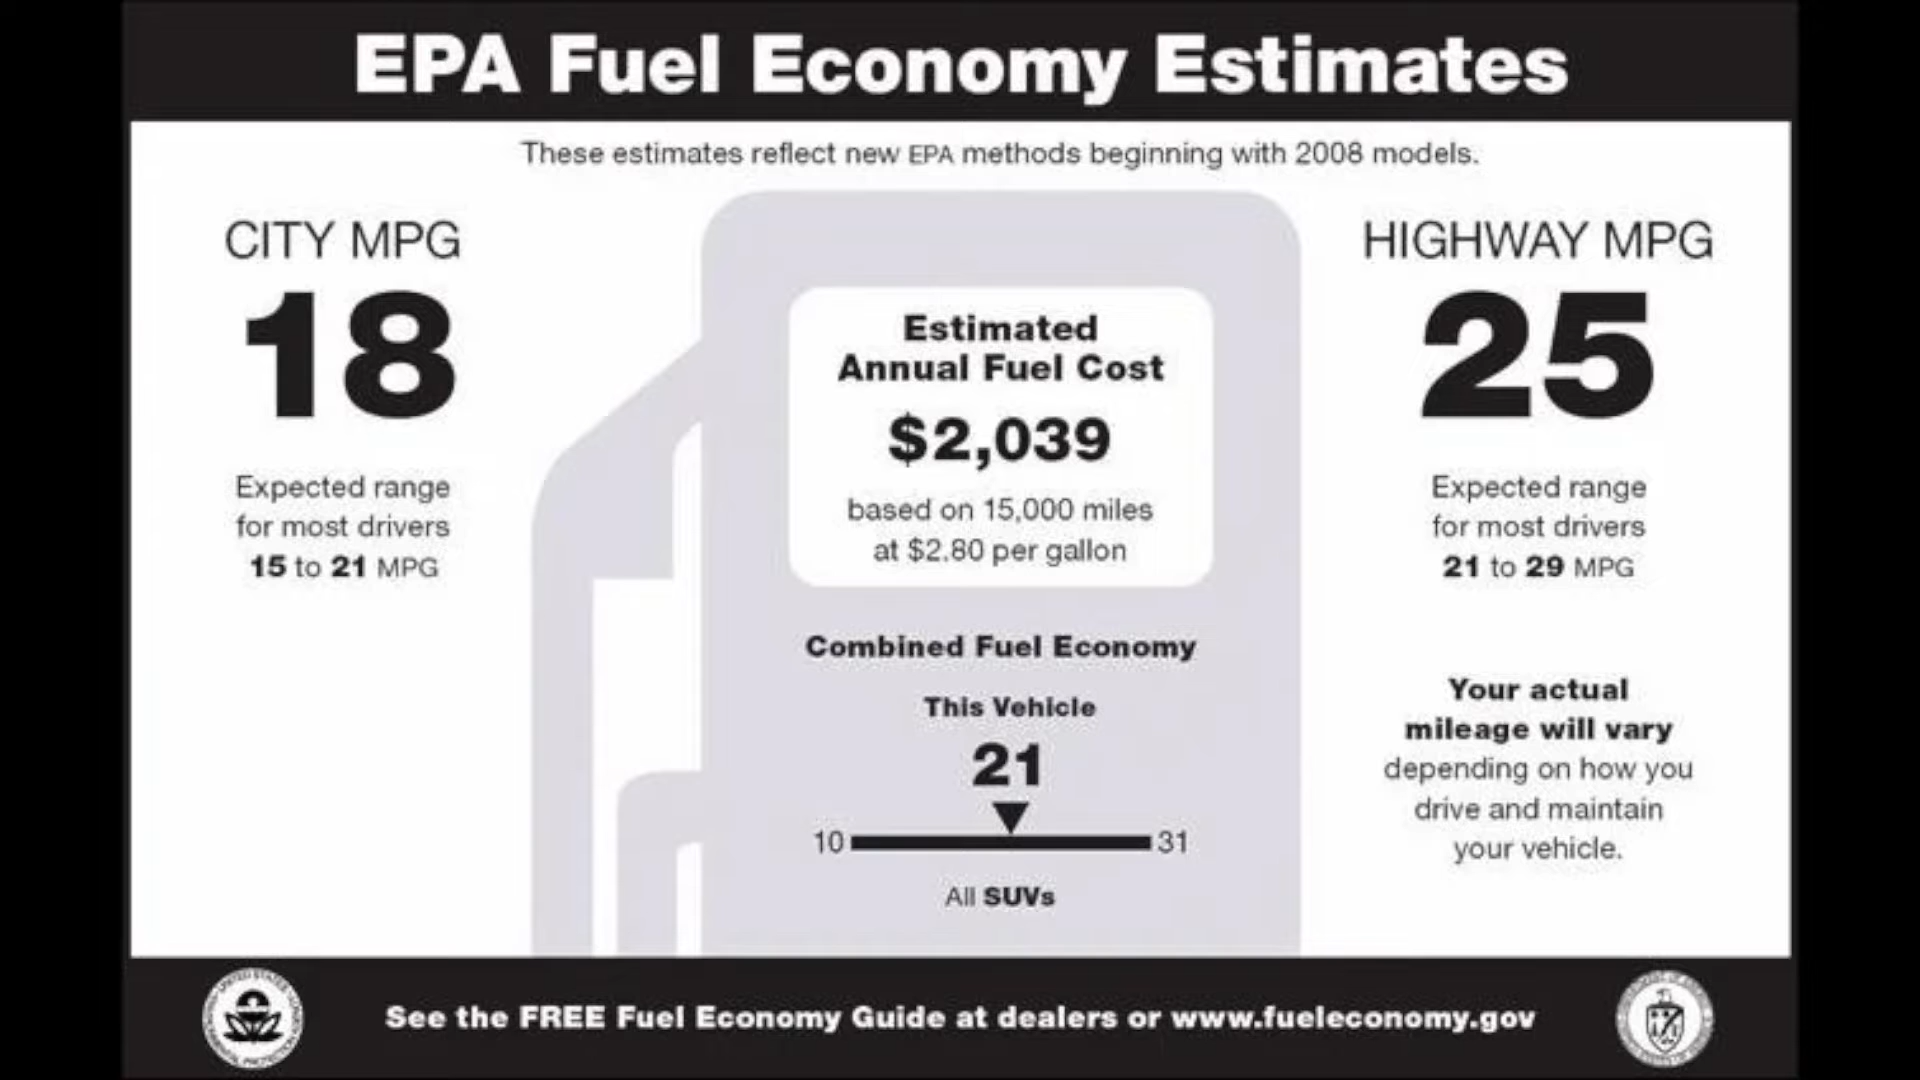 EPA Fuel Economy Estimates
These estimates reflect new EPA methods beginning with 2008 models.
CITY MPG
18
Expected range
for most drivers
15 to 21 MPG
Estimated
Annual Fuel Cost
$2,039
based on 15,000 miles
at $2.80 per gallon
Combined Fuel Economy
This Vehicle
21
10 31
All SUVs
HIGHWAY MPG
25
Expected range
for most drivers
21 to 29 MPG
Your actual
mileage will vary
depending on how you
drive and maintain
your vehicle.
See the FREE Fuel Economy Guide at dealers or www.fueleconomy.gov